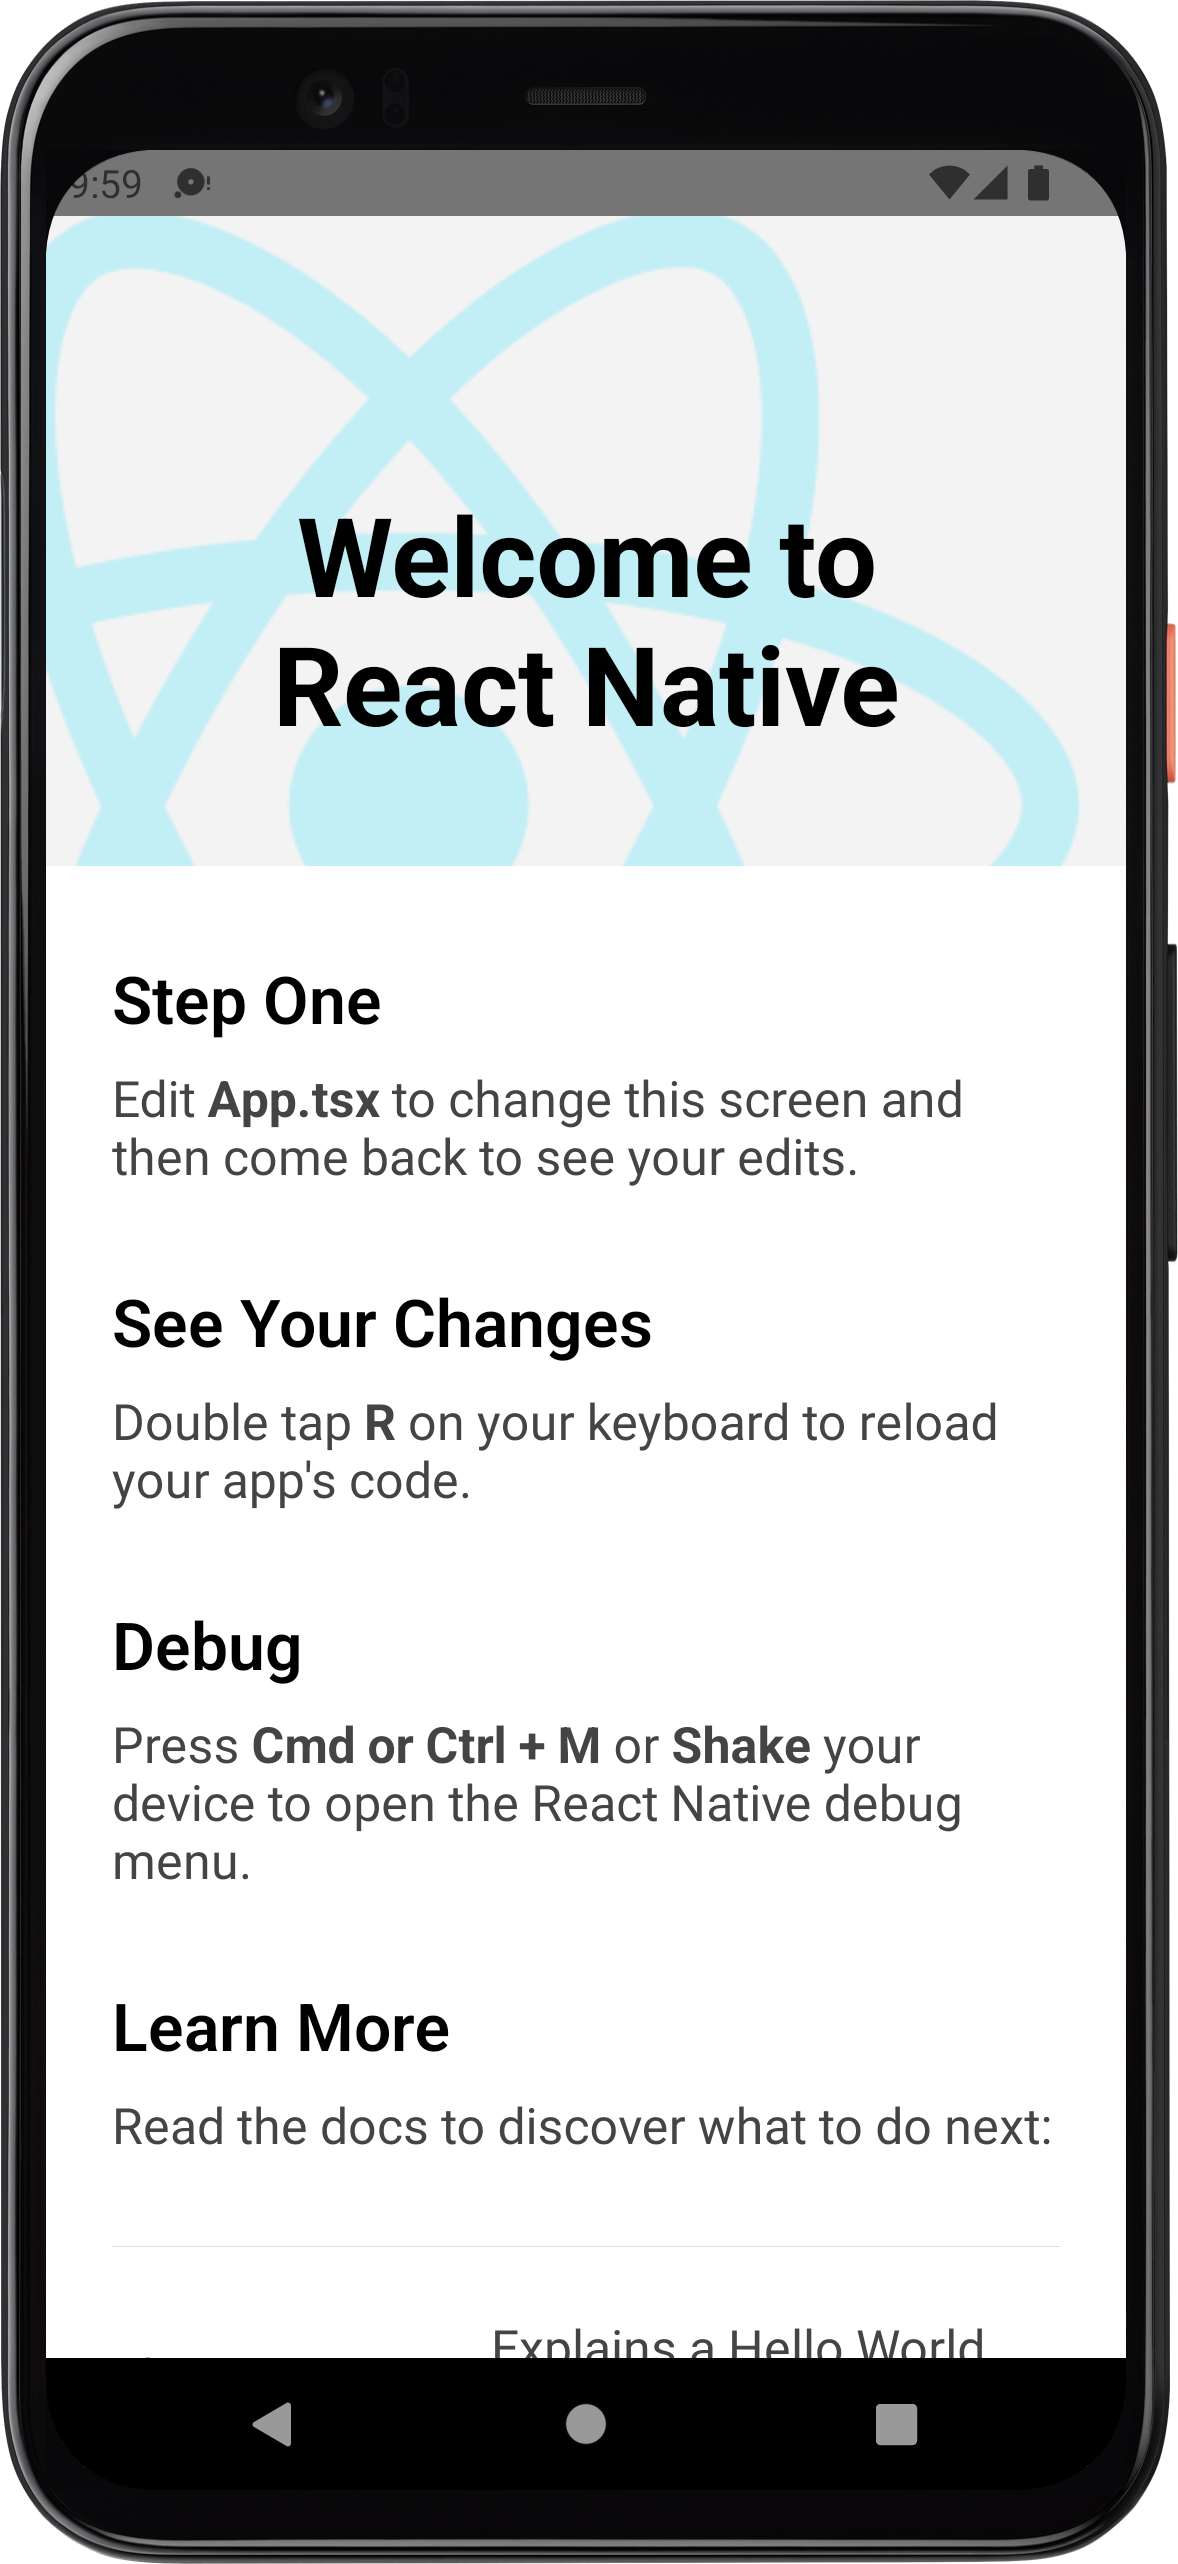 9:59
Welcome to
React Native
Step One
Edit App.tsx to change this screen and
then come back to see your edits.
See Your Changes
Double tap R on your keyboard to reload
your app's code.
Debug
Press Cmd or Ctrl + M or Shake your
device to open the React Native debug
menu.
Learn More
Read the docs to discover what to do next:
Explains a Hello World